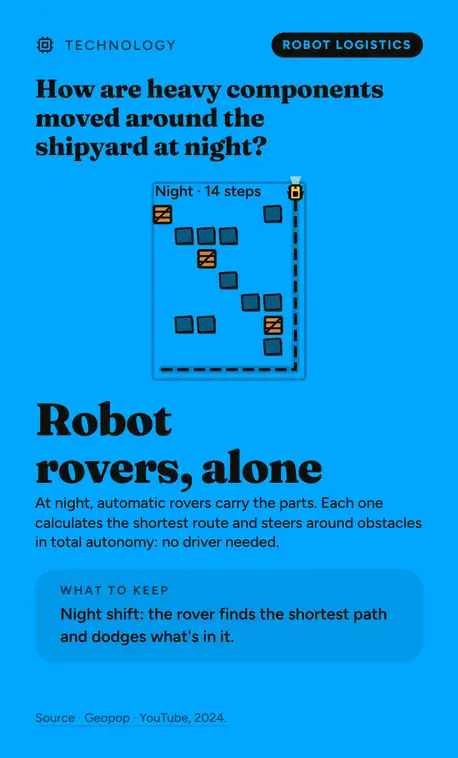 TECHNOLOGY
ROBOT LOGISTICS
How are heavy components
moved around the
shipyard at night?
Night · 14 steps
Robot
rovers, alone
At night, automatic rovers carry the parts. Each one
calculates the shortest route and steers around obstacles
in total autonomy: no driver needed.
WHAT TO KEEP
Night shift: the rover finds the shortest path
and dodges what's in it.
Source · Geopop · YouTube, 2024.